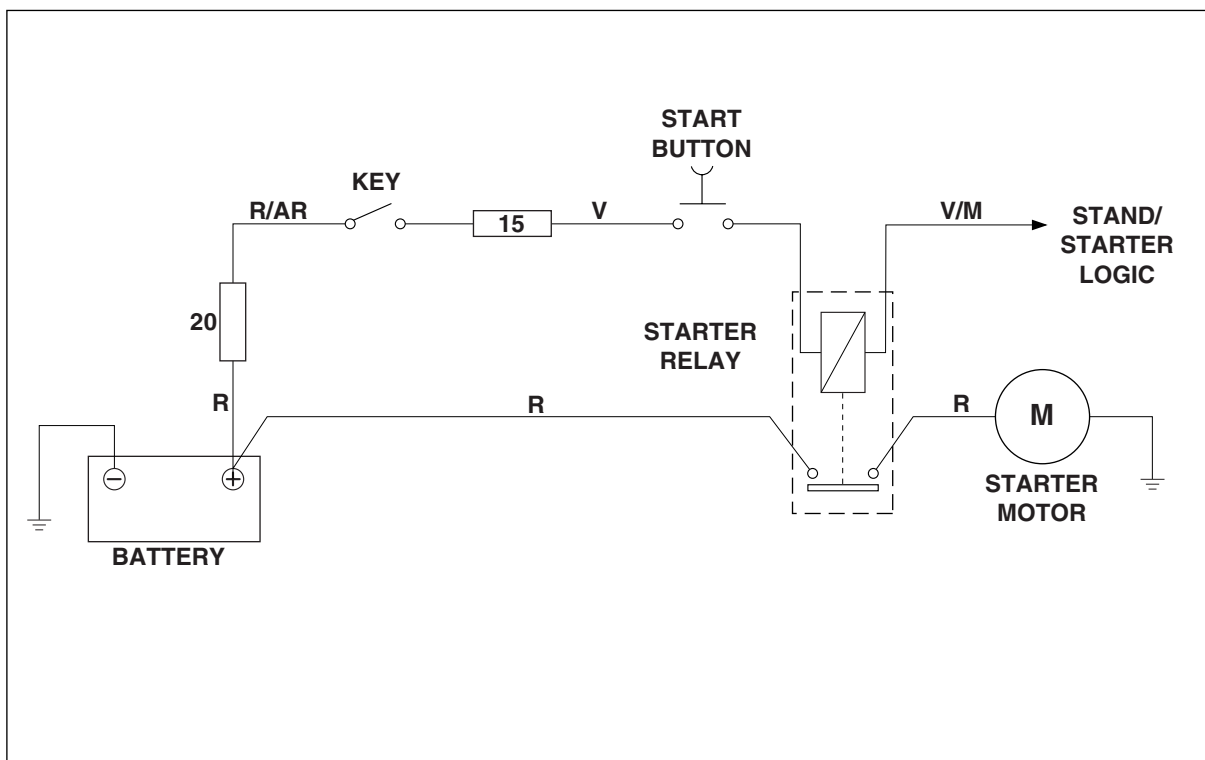 START
BUTTON
KEY
R/AR
15
V
V/M
STAND/
STARTER
LOGIC
20
STARTER
RELAY
R
R
R
M
STARTER
MOTOR
BATTERY